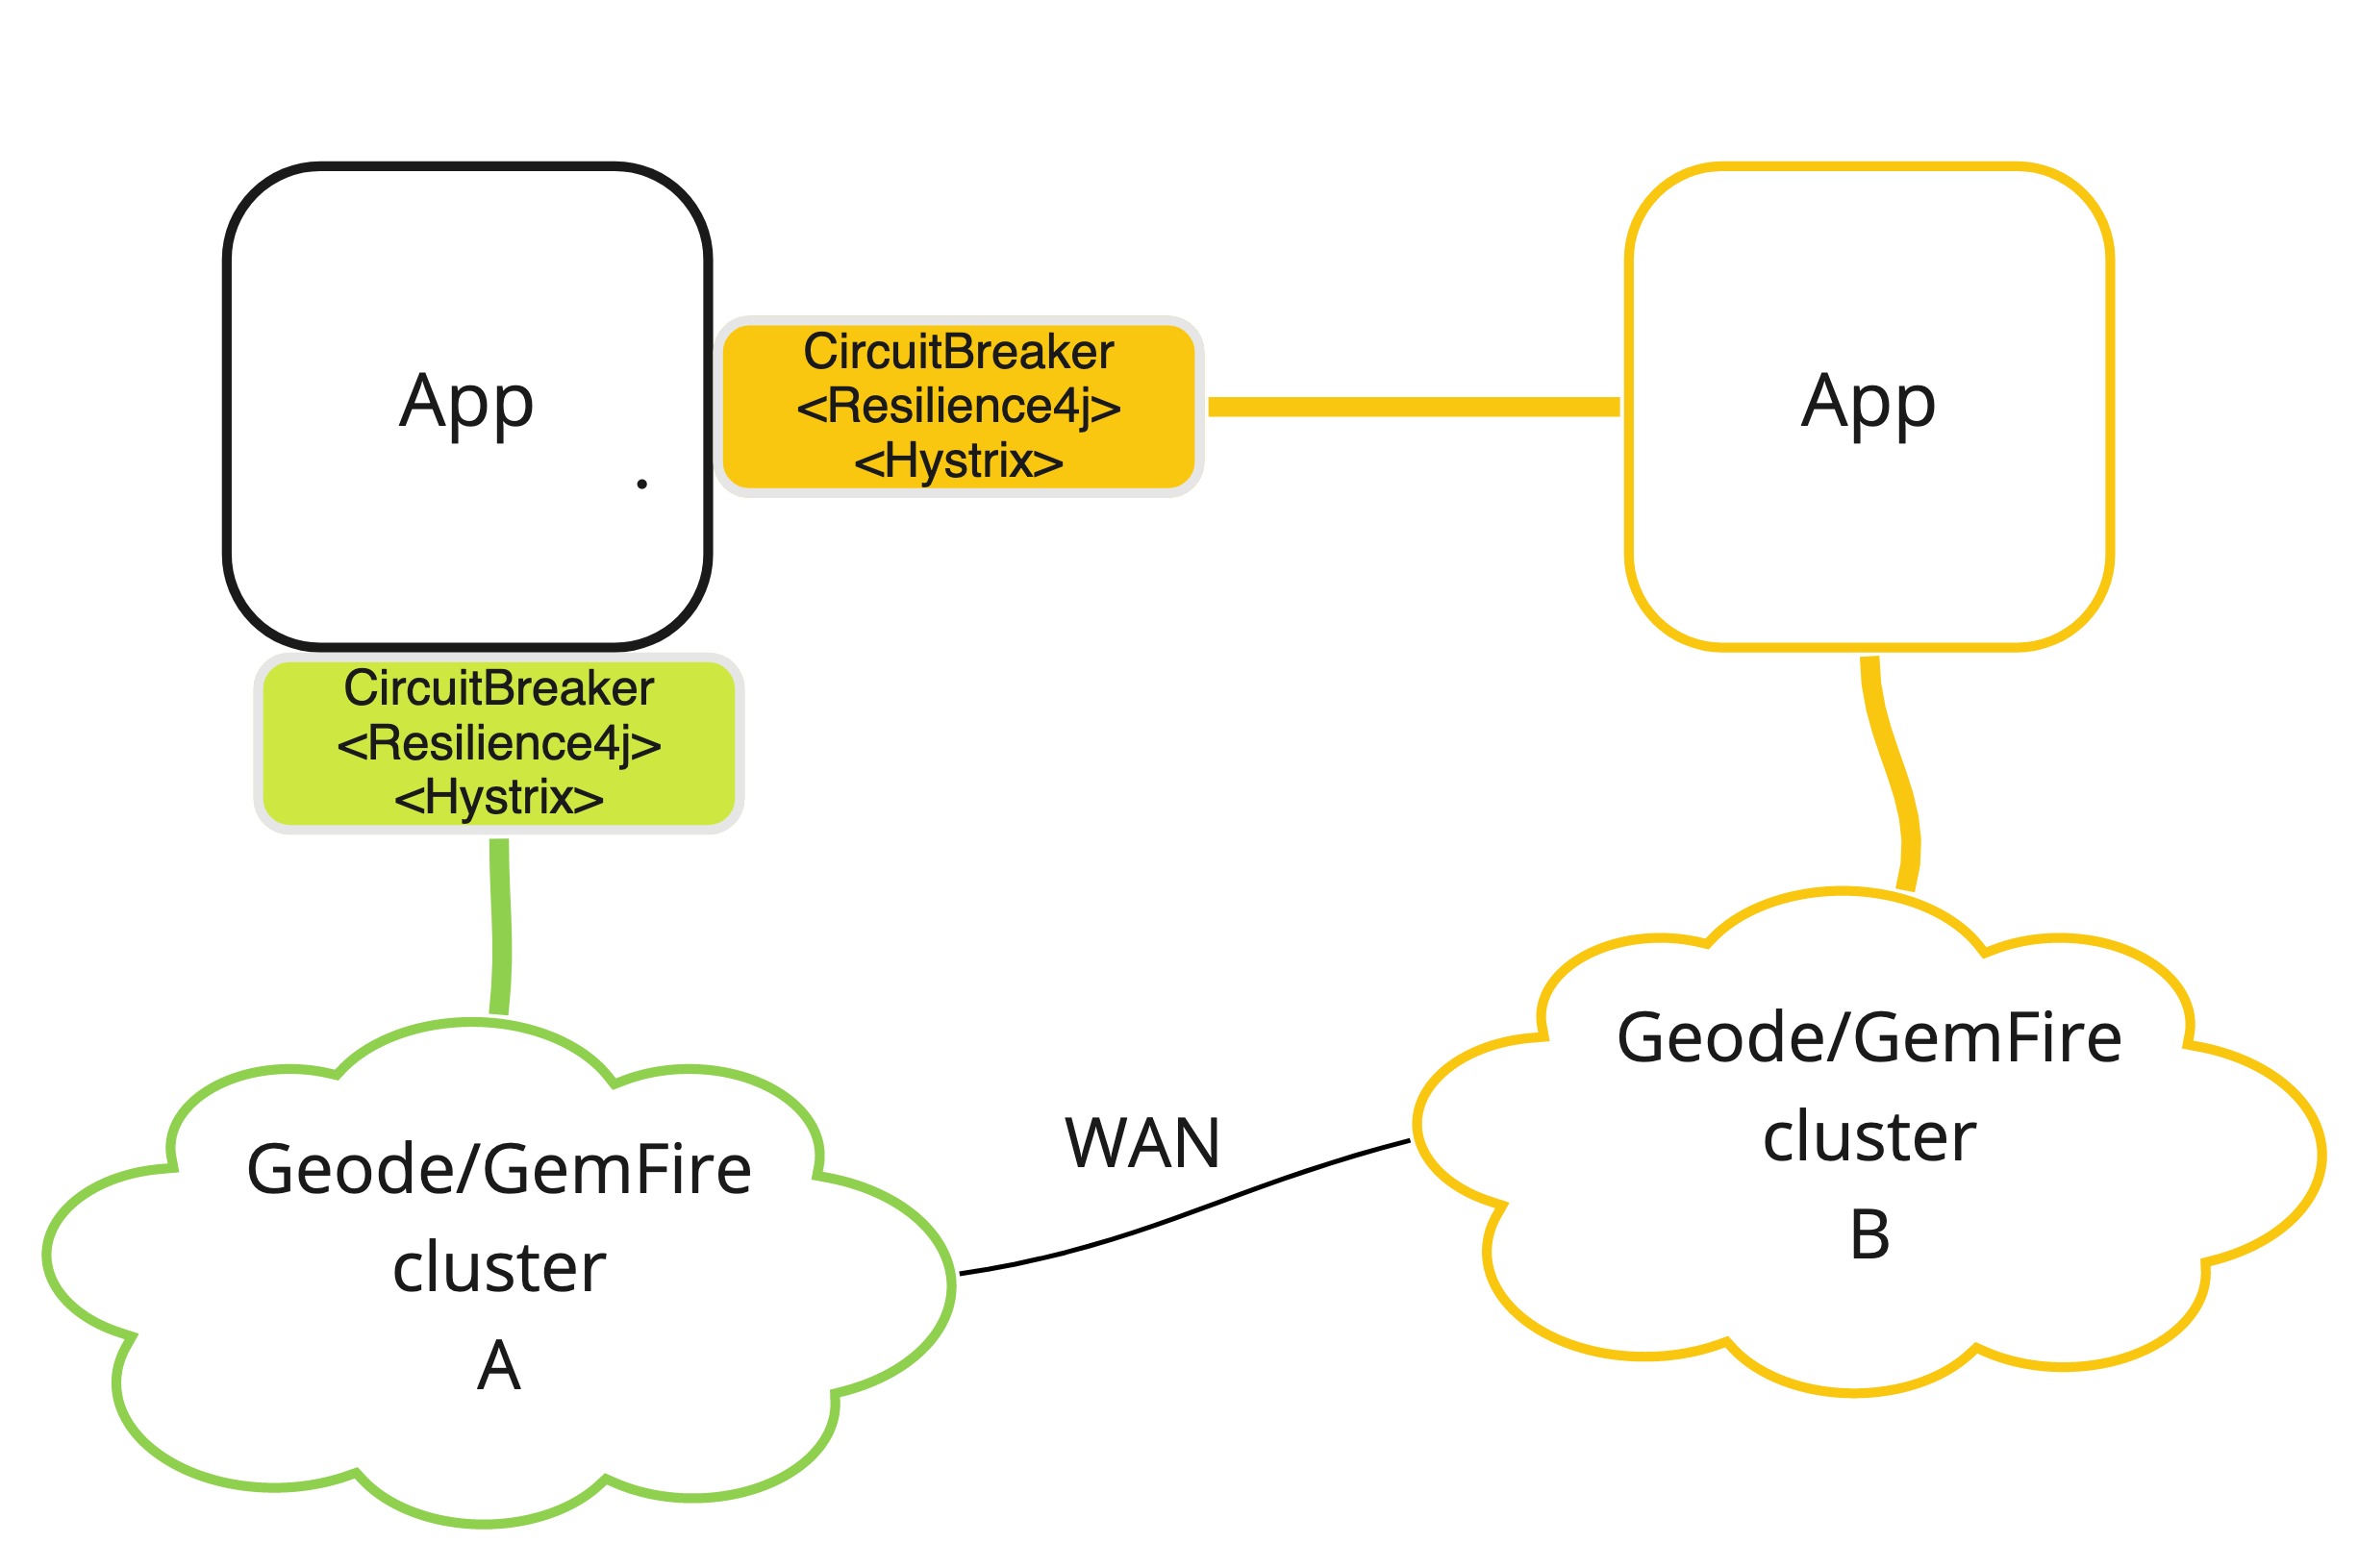 App
CircuitBreaker
<Resilience4j>
<Hystrix>
App
.
CircuitBreaker
<Resilience4j>
<Hystrix>
Geode/GemFire
cluster
A
WAN
Geode/GemFire
cluster
B